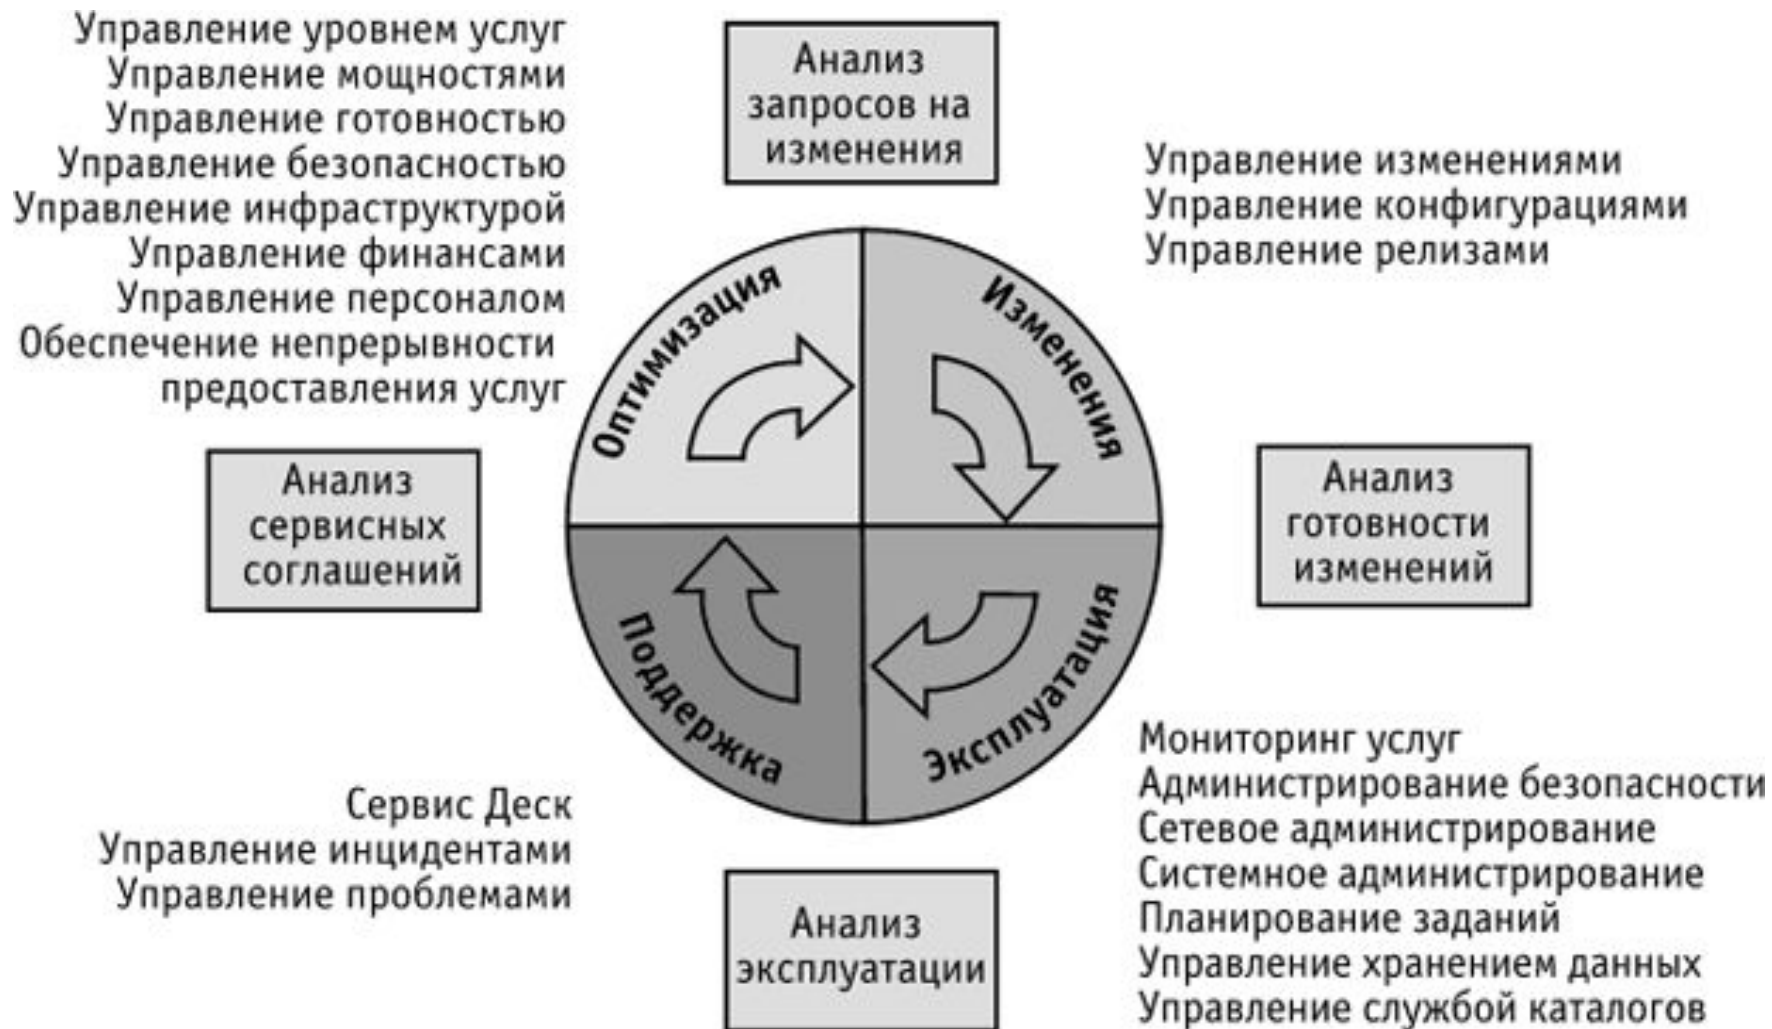 Управление уровнем услуг
Управление мощностями
Управление готовностью
Управление безопасностью
Управление инфраструктурой
Управление финансами
Управление персоналом
Обеспечение непрерывности
предоставления услуг
Анализ
запросов на
изменения
Управление изменениями
Управление конфигурациями
Управление релизами
Оптимизация
Изменения
Анализ
сервисных
соглашений
Анализ
готовности
изменений
Поддержка
Эксплуатация
Сервис Деск
Управление инцидентами
Управление проблемами
Анализ
эксплуатации
Мониторинг услуг
Администрирование безопасности
Сетевое администрирование
Системное администрирование
Планирование заданий
Управление хранением данных
Управление службой каталогов